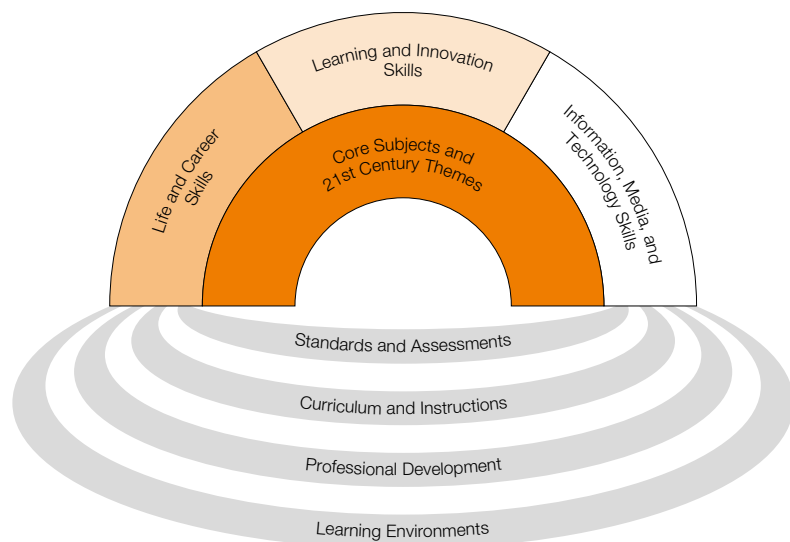 Learning and Innovation
Skills
Life and Career
Skills
Core Subjects and
21st Century Themes
Information, Media, and
Technology Skills
Standards and Assessments
Curriculum and Instructions
Professional Development
Learning Environments